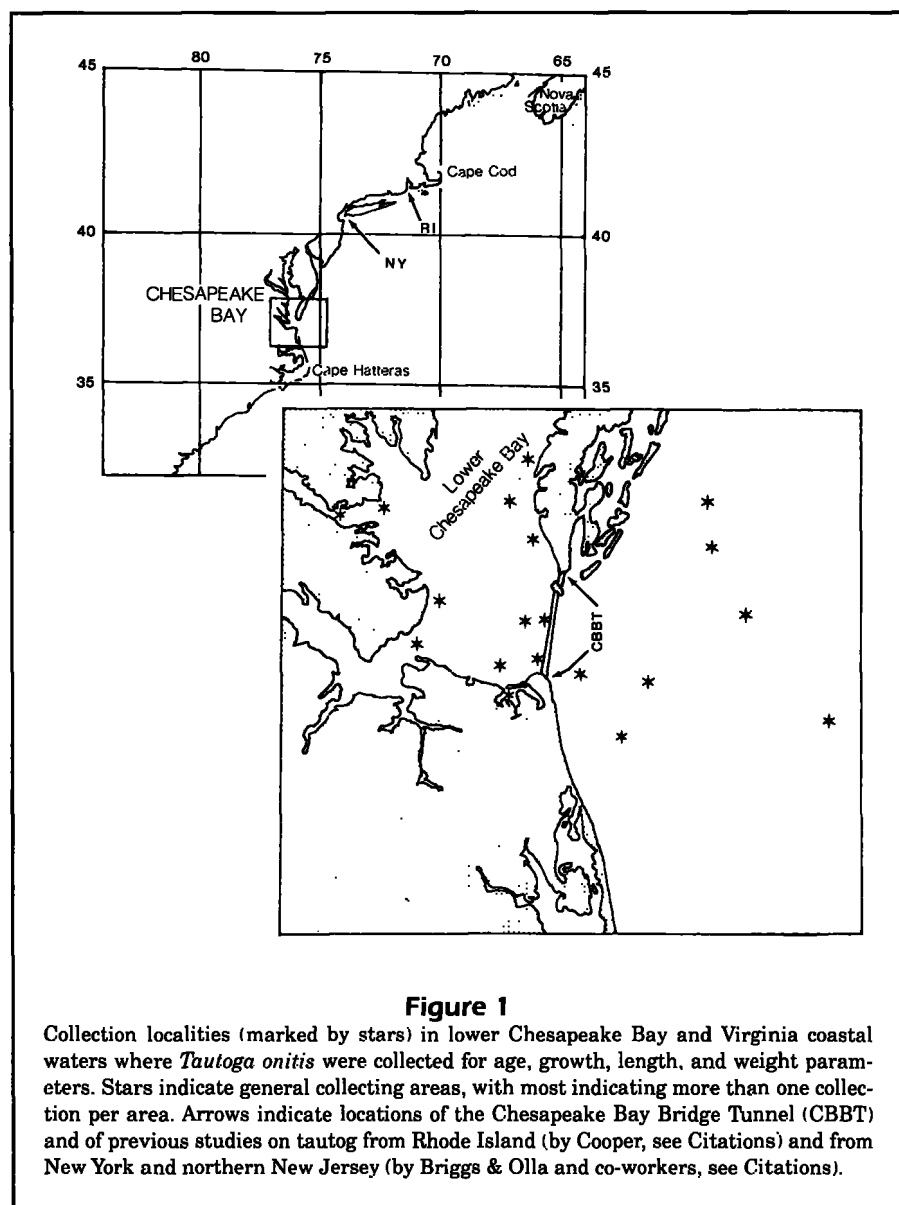 80 75 70 65
45 45
Nova
Scotia
Cape Cod
RI
40 40
NY
CHESAPEAKE
BAY
Cape Hatteras
35 35
Lower
Chesapeake Bay
CBBT
Figure 1
Collection localities (marked by stars) in lower Chesapeake Bay and Virginia coastal
waters where Tautoga onitis were collected for age, growth, length, and weight param-
eters. Stars indicate general collecting areas, with most indicating more than one collec-
tion per area. Arrows indicate locations of the Chesapeake Bay Bridge Tunnel (CBBT)
and of previous studies on tautog from Rhode Island (by Cooper, see Citations) and from
New York and northern New Jersey (by Briggs & Olla and co-workers, see Citations).